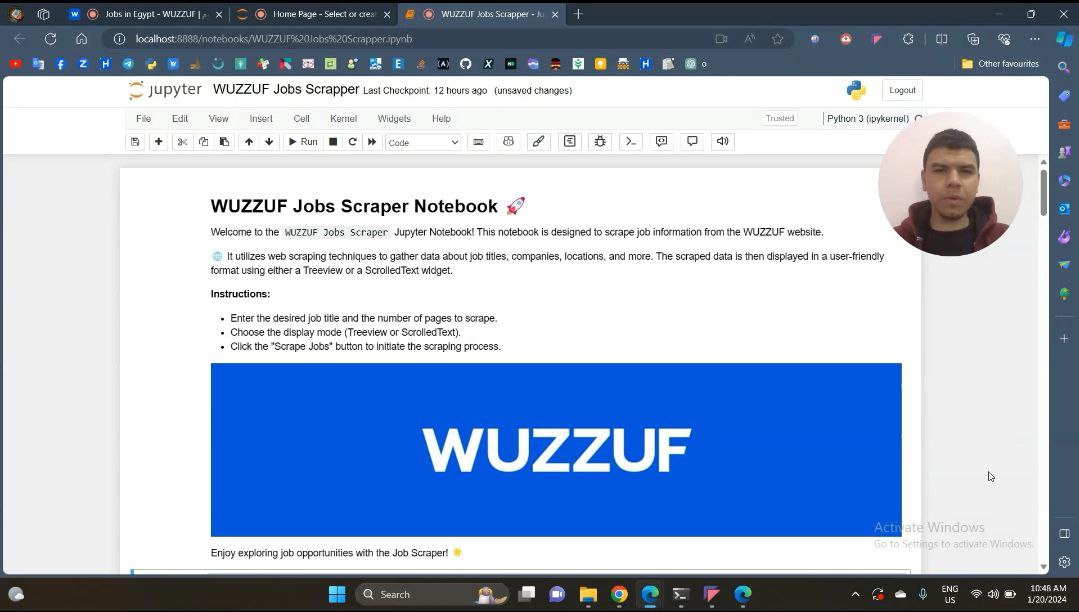 Jobs in Egypt - WUZZUF |
Home Page - Select or creat
WUZZUF Jobs Scrapper - Ju
localhost:8888/notebooks/WUZZUF%20Jobs%20Scrapper.ipynb
Other favourites
jupyter WUZZUF Jobs Scrapper Last Checkpoint: 12 hours ago (unsaved changes)
Logout
File Edit View Insert Cell Kernel Widgets Help
Trusted
Python 3 (ipykernel)
Run
Code
WUZZUF Jobs Scraper Notebook 🚀
Welcome to the WUZZUF Jobs Scraper Jupyter Notebook! This notebook is designed to scrape job information from the WUZZUF website.
🌐 It utilizes web scraping techniques to gather data about job titles, companies, locations, and more. The scraped data is then displayed in a user-friendly
format using either a Treeview or a ScrolledText widget.
Instructions:
• Enter the desired job title and the number of pages to scrape.
• Choose the display mode (Treeview or ScrolledText).
• Click the "Scrape Jobs" button to initiate the scraping process.
WUZZUF
Enjoy exploring job opportunities with the Job Scraper! 🌟
Activate Windows
Go to Settings to activate Windows.
Search
ENG
US
10:48 AM
1/20/2024